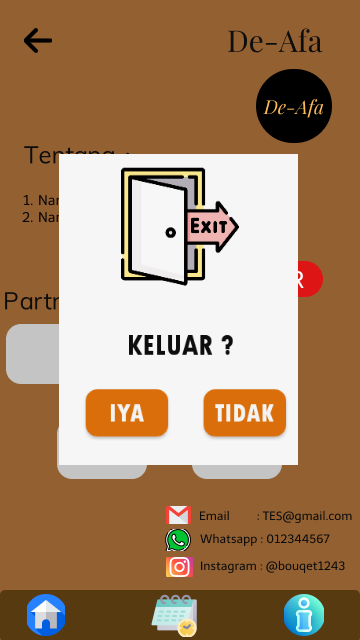 De-Afa
De-Afa
Tentang :
1. Nar
2. Nar
R
Partr
EXIT
KELUAR ?
IYA
TIDAK
Email : TES@gmail.com
Whatsapp : 012344567
Instagram : @bouqet1243